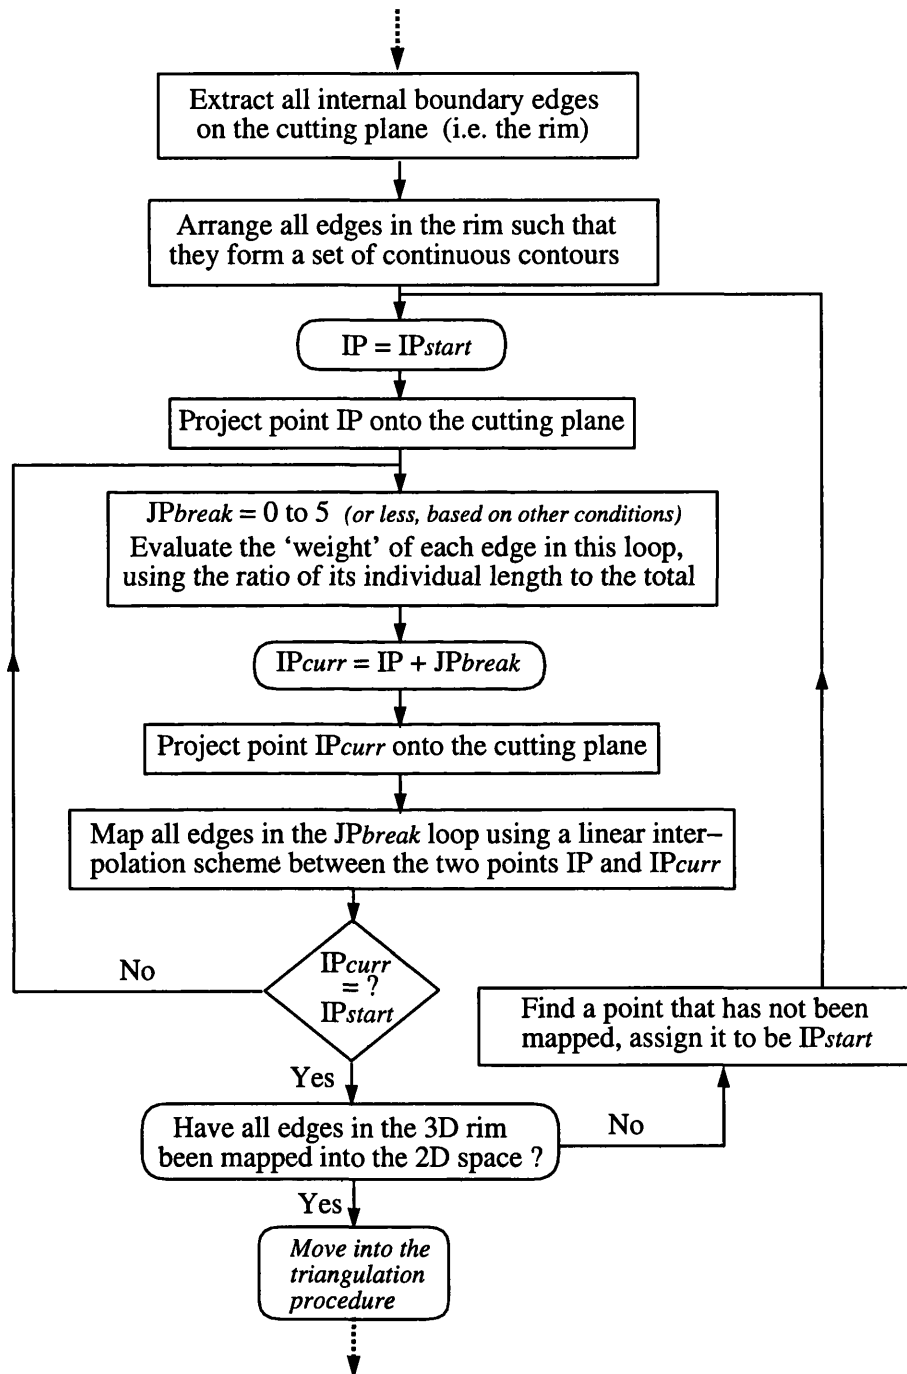 Extract all internal boundary edges
on the cutting plane (i.e. the rim)
Arrange all edges in the rim such that
they form a set of continuous contours
IP = IPstart
Project point IP onto the cutting plane
JPbreak = 0 to 5 (or less, based on other conditions)
Evaluate the ‘weight’ of each edge in this loop,
using the ratio of its individual length to the total
IPcurr = IP + JPbreak
Project point IPcurr onto the cutting plane
Map all edges in the JPbreak loop using a linear inter–
polation scheme between the two points IP and IPcurr
No
IPcurr
= ?
IPstart
Find a point that has not been
mapped, assign it to be IPstart
Yes
Have all edges in the 3D rim
been mapped into the 2D space ?
No
Yes
Move into the
triangulation
procedure